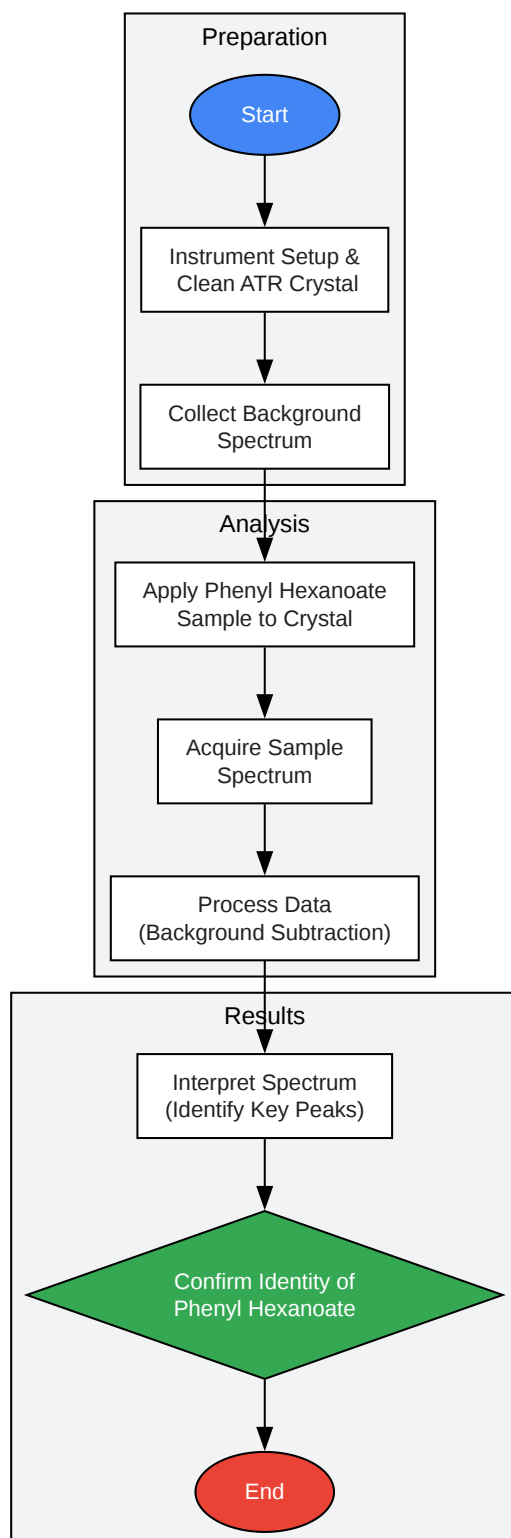 Preparation
Start
Instrument Setup &
Clean ATR Crystal
Collect Background
Spectrum
Analysis
Apply Phenyl Hexanoate
Sample to Crystal
Acquire Sample
Spectrum
Process Data
(Background Subtraction)
Results
Interpret Spectrum
(Identify Key Peaks)
Confirm Identity of
Phenyl Hexanoate
End